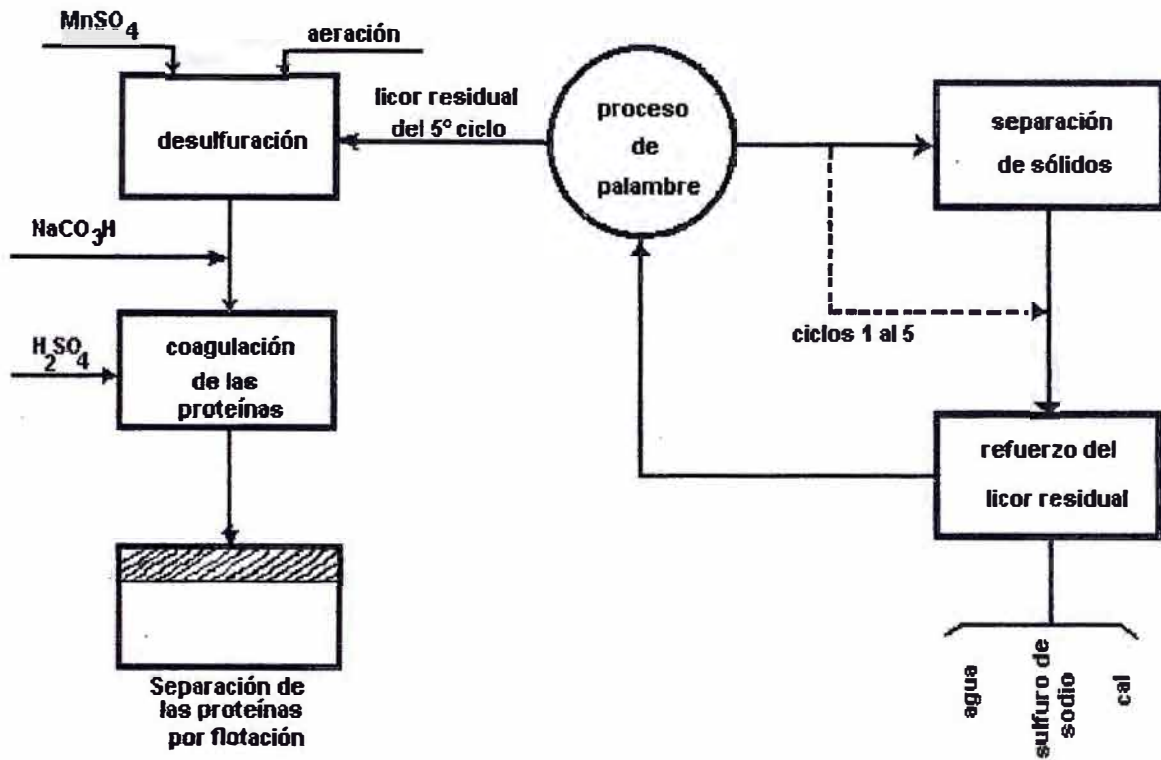 MnSO4
aeración
desulfuración
licor residual
del 5° ciclo
proceso
de
palambre
separación
de sólidos
NaCO3H
ciclos 1 al 5
H2SO4
coagulación
de las
proteínas
refuerzo del
licor residual
Separación de
las proteínas
por flotación
agua
sulfuro de
sodio
cal